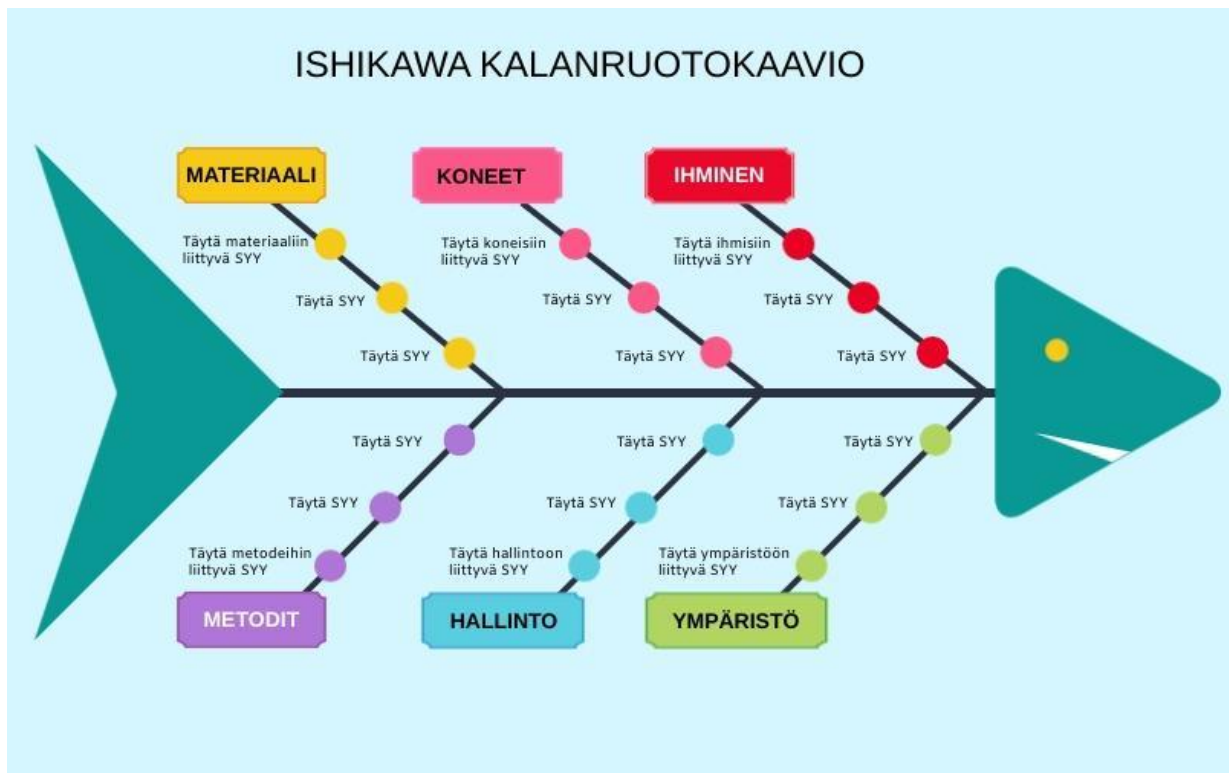 ISHIKAWA KALANRUOTOKAAVIO
MATERIAALI
Täytä materiaaliin
liittyvä SYY
Täytä SYY
Täytä SYY
KONEET
Täytä koneisiin
liittyvä SYY
Täytä SYY
Täytä SYY
IHMINEN
Täytä ihmisiin
liittyvä SYY
Täytä SYY
Täytä SYY
Täytä SYY
Täytä SYY
Täytä metodeihin
liittyvä SYY
METODIT
Täytä SYY
Täytä SYY
Täytä hallintoon
liittyvä SYY
HALLINTO
Täytä SYY
Täytä SYY
Täytä ympäristöön
liittyvä SYY
YMPÄRISTÖ